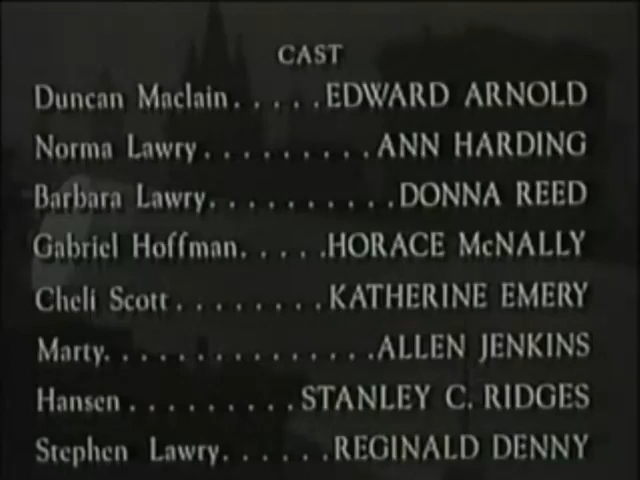 CAST
Duncan Maclain.....EDWARD ARNOLD
Norma Lawry.........ANN HARDING
Barbara Lawry..........DONNA REED
Gabriel Hoffman.....HORACE McNALLY
Cheli Scott........KATHERINE EMERY
Marty...............ALLEN JENKINS
Hansen.........STANLEY C. RIDGES
Stephen Lawry......REGINALD DENNY